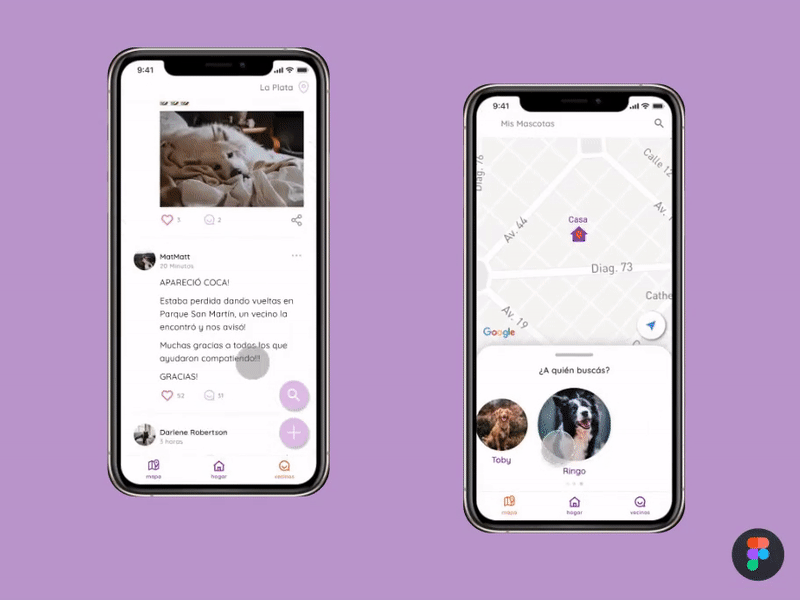 9:41
La Plata
3
2
MatMatt
20 Minutos
...
APARECIÓ COCA!
Estaba perdida dando vueltas en
Parque San Martín, un vecino la
encontró y nos avisó!
Muchas gracias a todos los que
ayudaron compatiendo!!!
GRACIAS!
52
31
Darlene Robertson
3 horas
mapa
hogar
vecinos
9:41
Mis Mascotas
Diag. 76
Calle 12
Av. 44
Av.
Casa
Diag. 73
Cathe
Av. 19
Google
¿A quién buscás?
Toby
Ringo
mapa
hogar
vecinos